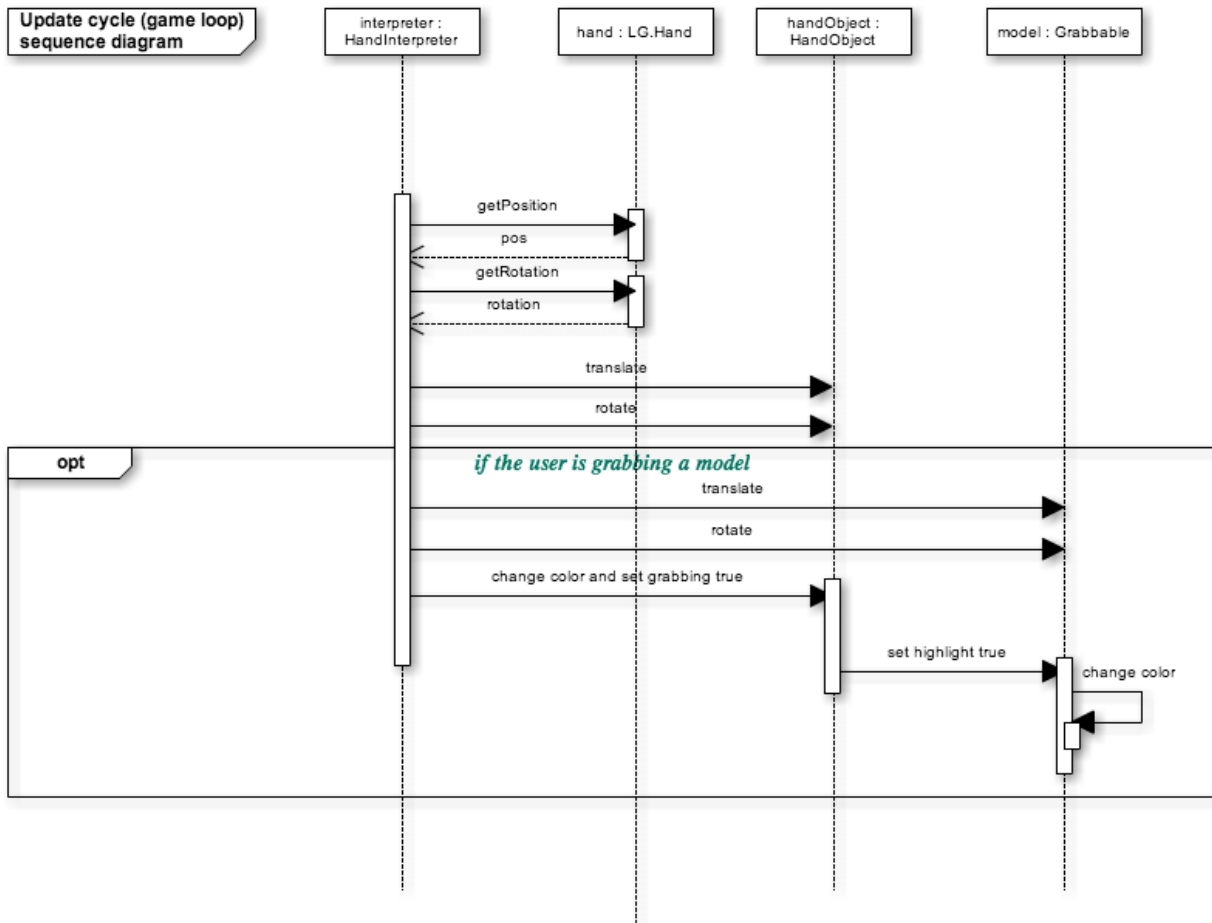 Update cycle (game loop)
sequence diagram
interpreter :
HandInterpreter
hand : LG.Hand
handObject :
HandObject
model : Grabbable
getPosition
pos
getRotation
rotation
translate
rotate
opt
if the user is grabbing a model
translate
rotate
change color and set grabbing true
set highlight true
change color